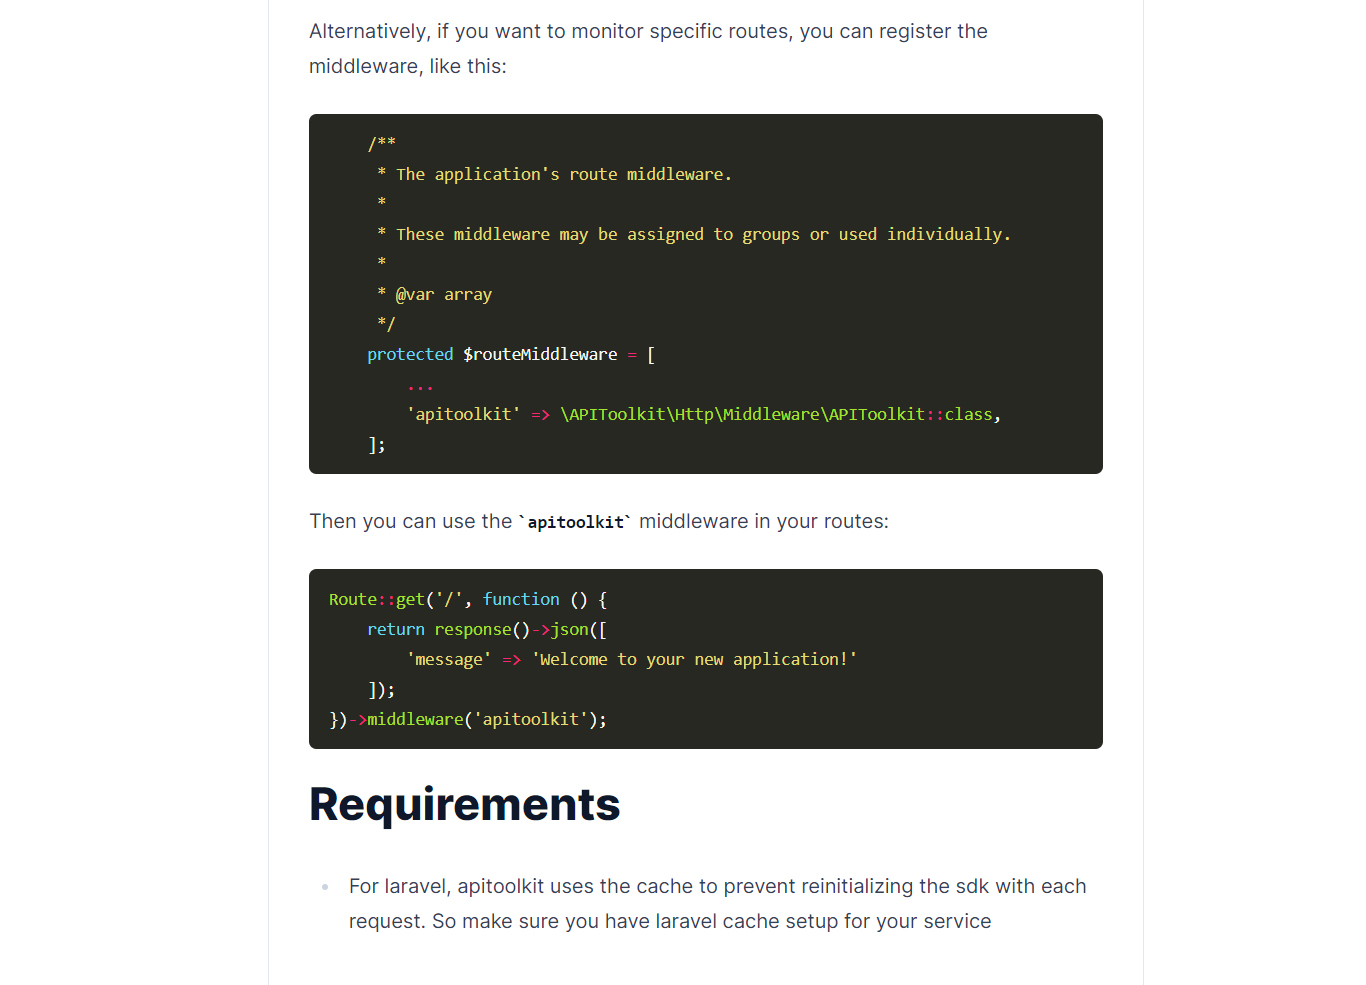 Alternatively, if you want to monitor specific routes, you can register the
middleware, like this:
/**
* The application's route middleware.
*
* These middleware may be assigned to groups or used individually.
*
* @var array
*/
protected $routeMiddleware = [
...
'apitoolkit' => \APIToolkit\Http\Middleware\APIToolkit::class,
];
Then you can use the `apitoolkit` middleware in your routes:
Route::get('/', function () {
return response()->json([
'message' => 'Welcome to your new application!'
]);
})->middleware('apitoolkit');
Requirements
For laravel, apitoolkit uses the cache to prevent reinitializing the sdk with each
request. So make sure you have laravel cache setup for your service